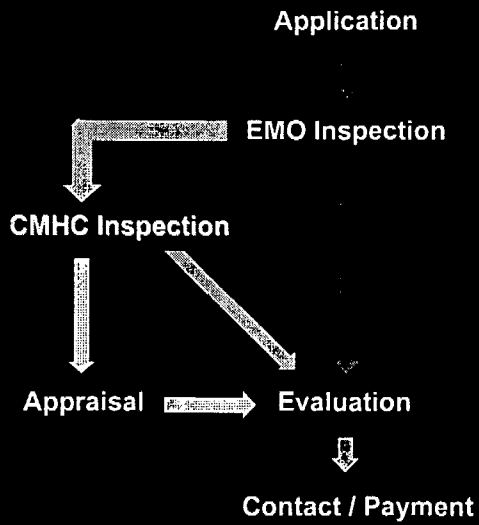 Application
EMO Inspection
CMHC Inspection
Appraisal
Evaluation
Contact / Payment